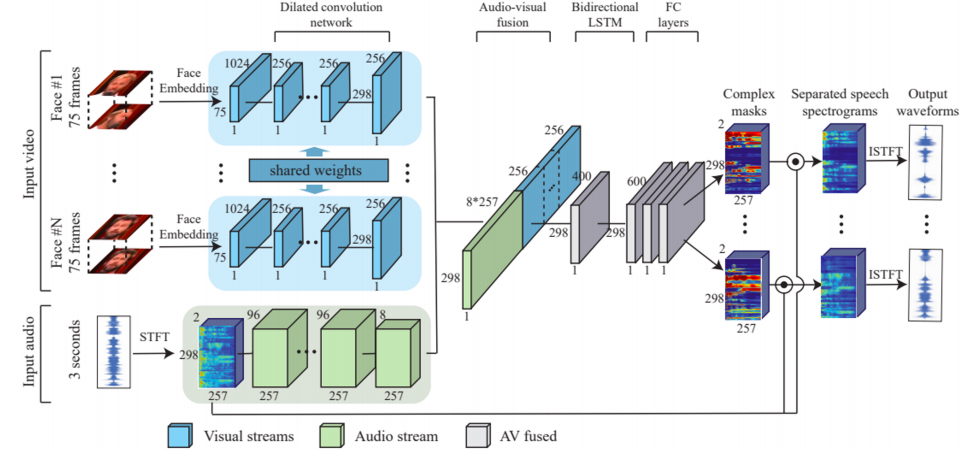 Dilated convolution
network
Audio-visual
fusion
Bidirectional
LSTM
FC
layers
Input video
Face #1
75 frames
Face
Embedding
1024
75
1
256
1
256
1
256
298
1
shared weights
Face #N
75 frames
Face
Embedding
1024
75
1
256
1
256
1
256
298
1
Input audio
3 seconds
STFT
2
298
257
96
257
96
257
8
257
8*257
256
256
298
1
298
400
1
298
600
1
1
1
Complex
masks
2
298
257
2
298
257
Separated speech
spectrograms
ISTFT
ISTFT
Output
waveforms
Visual streams
Audio stream
AV fused